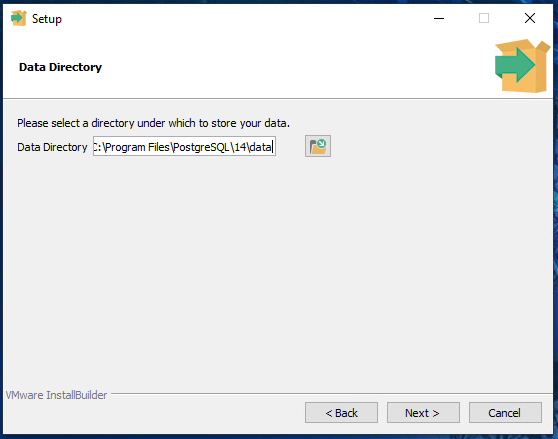 Setup
Data Directory
Please select a directory under which to store your data.
Data Directory C:\Program Files\PostgreSQL\14\data
VMware InstallBuilder
< Back Next > Cancel